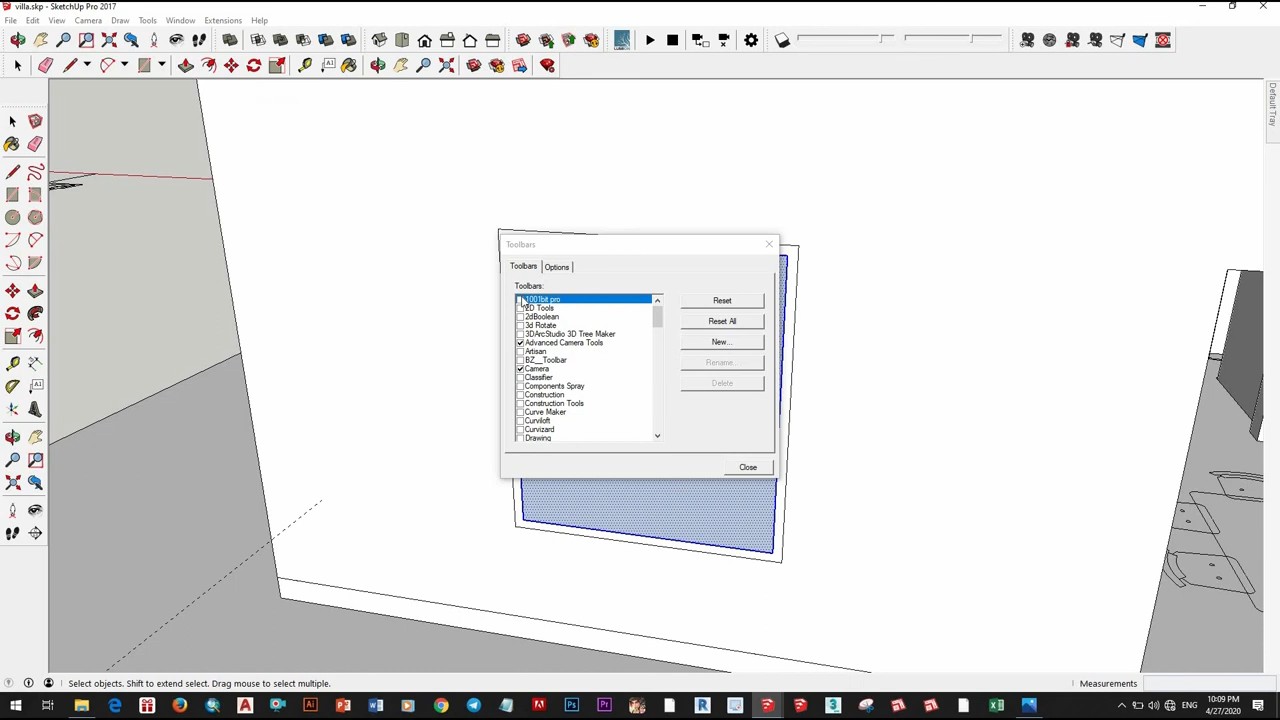 villa.skp - SketchUp Pro 2017
File Edit View Camera Draw Tools Window Extensions Help
Default Tray
Toolbars
Toolbars Options
Toolbars:
1001bit pro
2D Tools
2dBoolean
3d Rotate
3DArcStudio 3D Tree Maker
Advanced Camera Tools
Artisan
BZ__Toolbar
Camera
Classifier
Components Spray
Construction
Construction Tools
Curve Maker
Curviloft
Curvizard
Drawing
Reset
Reset All
New...
Rename...
Delete
Close
Select objects. Shift to extend select. Drag mouse to select multiple.
Measurements
10:09 PM
4/27/2020